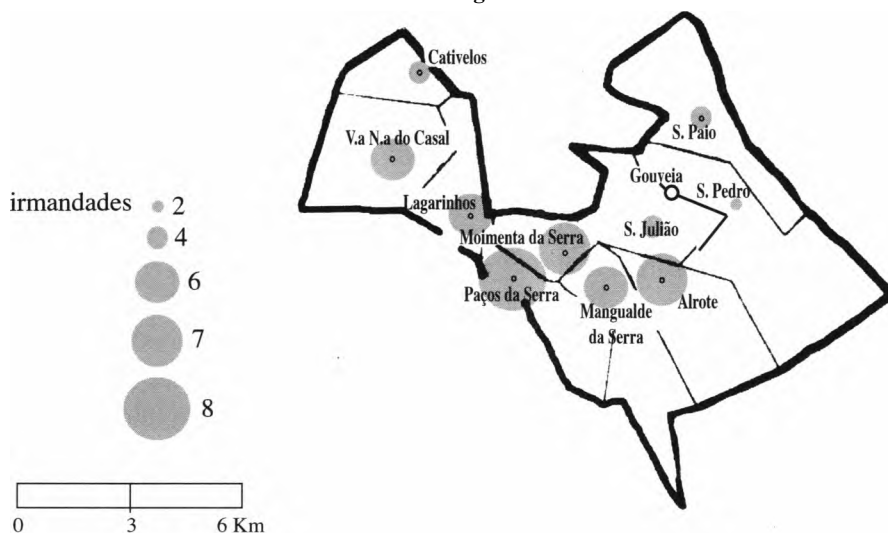 Cativelos
S. Paio
V.a N.a do Casal
Gouveia
S. Pedro
irmandades
2
Lagarinhos
4
Moimenta da Serra
S. Julião
6
Paços da Serra
Alrote
Mangualde
da Serra
7
8
0
3
6 Km